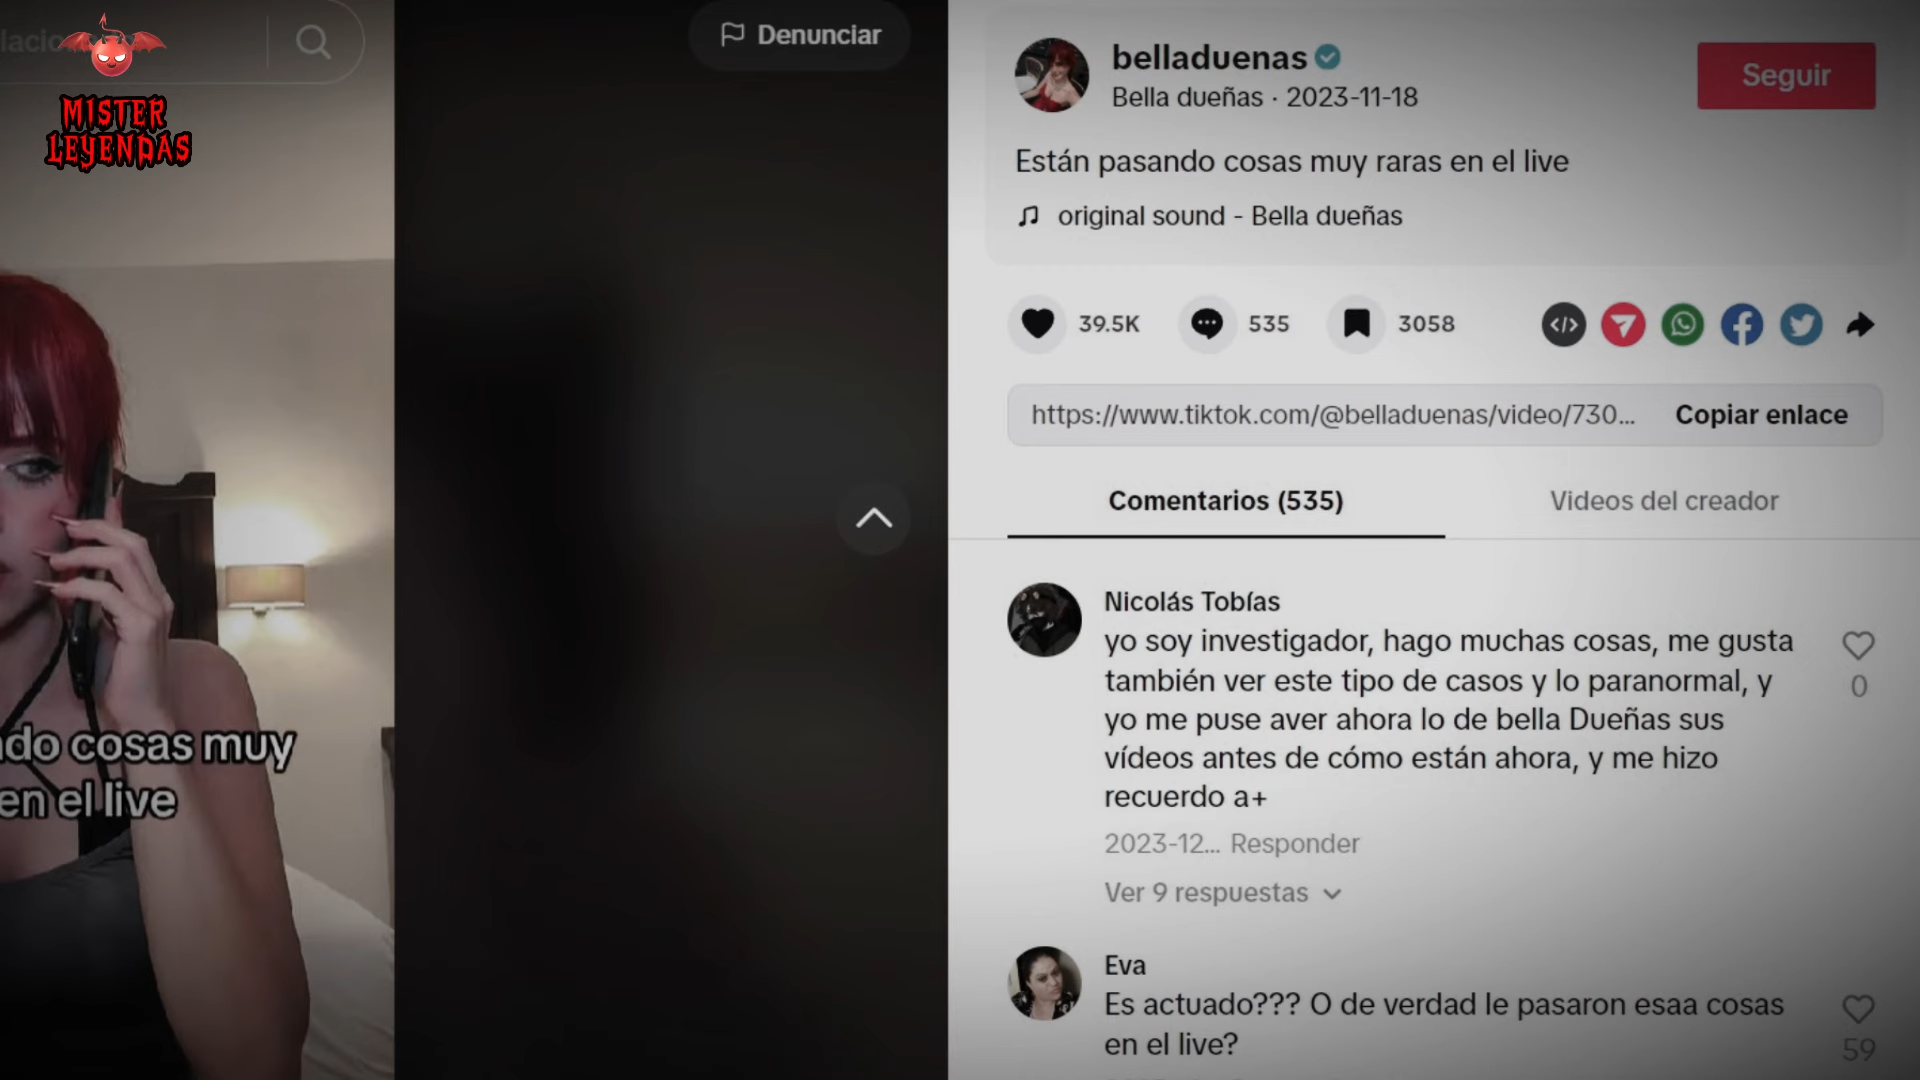 lacio
MISTER
LEYENDAS
Denunciar
do cosas muy
en el live
belladuenas
Bella dueñas · 2023-11-18
Seguir
Están pasando cosas muy raras en el live
original sound - Bella dueñas
39.5K
535
3058
https://www.tiktok.com/@belladuenas/video/730...
Copiar enlace
Comentarios (535)
Videos del creador
Nicolás Tobías
yo soy investigador, hago muchas cosas, me gusta
también ver este tipo de casos y lo paranormal, y
yo me puse aver ahora lo de bella Dueñas sus
vídeos antes de cómo están ahora, y me hizo
recuerdo a+
0
2023-12... Responder
Ver 9 respuestas
Eva
Es actuado??? O de verdad le pasaron esaa cosas
en el live?
59